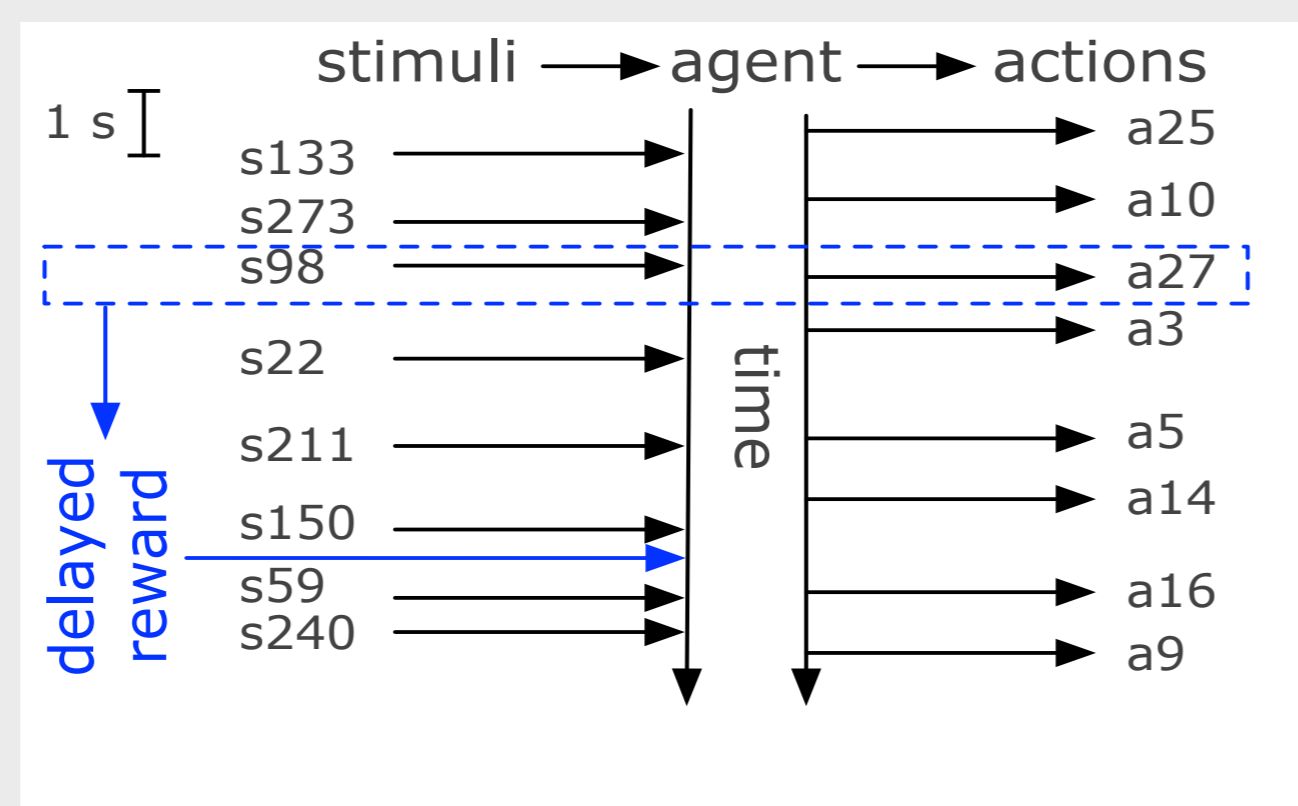 stimuli agent actions
1 s
a25
s133
a10
s273
s98
a27
a3
s22
time
a5
s211
a14
s150
delayed
reward
s59
a16
s240
a9